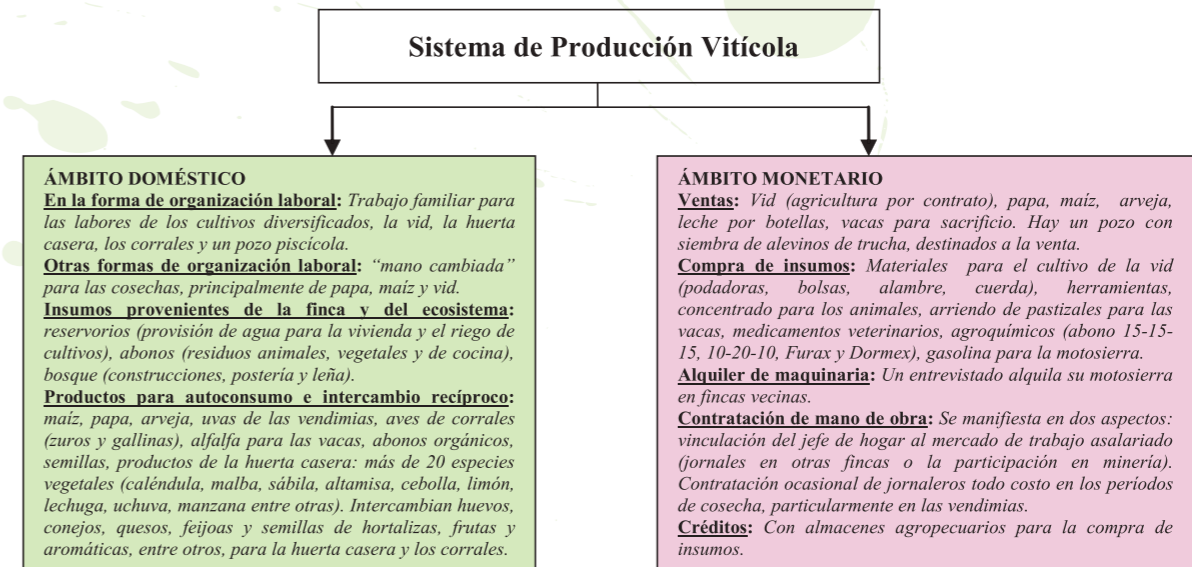 Sistema de Producción Vitícola
ÁMBITO DOMÉSTICO
En la forma de organización laboral: Trabajo familiar para
las labores de los cultivos diversificados, la vid, la huerta
casera, los corrales y un pozo piscícola.
Otras formas de organización laboral: “mano cambiada”
para las cosechas, principalmente de papa, maíz y vid.
Insumos provenientes de la finca y del ecosistema:
reservorios (provisión de agua para la vivienda y el riego de
cultivos), abonos (residuos animales, vegetales y de cocina),
bosque (construcciones, postería y leña).
Productos para autoconsumo e intercambio recíproco:
maíz, papa, arveja, uvas de las vendimias, aves de corrales
(zuros y gallinas), alfalfa para las vacas, abonos orgánicos,
semillas, productos de la huerta casera: más de 20 especies
vegetales (caléndula, malba, sábila, altamisa, cebolla, limón,
lechuga, uchuva, manzana entre otras). Intercambian huevos,
conejos, quesos, feijoas y semillas de hortalizas, frutas y
aromáticas, entre otros, para la huerta casera y los corrales.
ÁMBITO MONETARIO
Ventas: Vid (agricultura por contrato), papa, maíz, arveja,
leche por botellas, vacas para sacrificio. Hay un pozo con
siembra de alevinos de trucha, destinados a la venta.
Compra de insumos: Materiales para el cultivo de la vid
(podadoras, bolsas, alambre, cuerda), herramientas,
concentrado para los animales, arriendo de pastizales para las
vacas, medicamentos veterinarios, agroquímicos (abono 15-15-
15, 10-20-10, Furax y Dormex), gasolina para la motosierra.
Alquiler de maquinaria: Un entrevistado alquila su motosierra
en fincas vecinas.
Contratación de mano de obra: Se manifiesta en dos aspectos:
vinculación del jefe de hogar al mercado de trabajo asalariado
(jornales en otras fincas o la participación en minería).
Contratación ocasional de jornaleros todo costo en los períodos
de cosecha, particularmente en las vendimias.
Créditos: Con almacenes agropecuarios para la compra de
insumos.